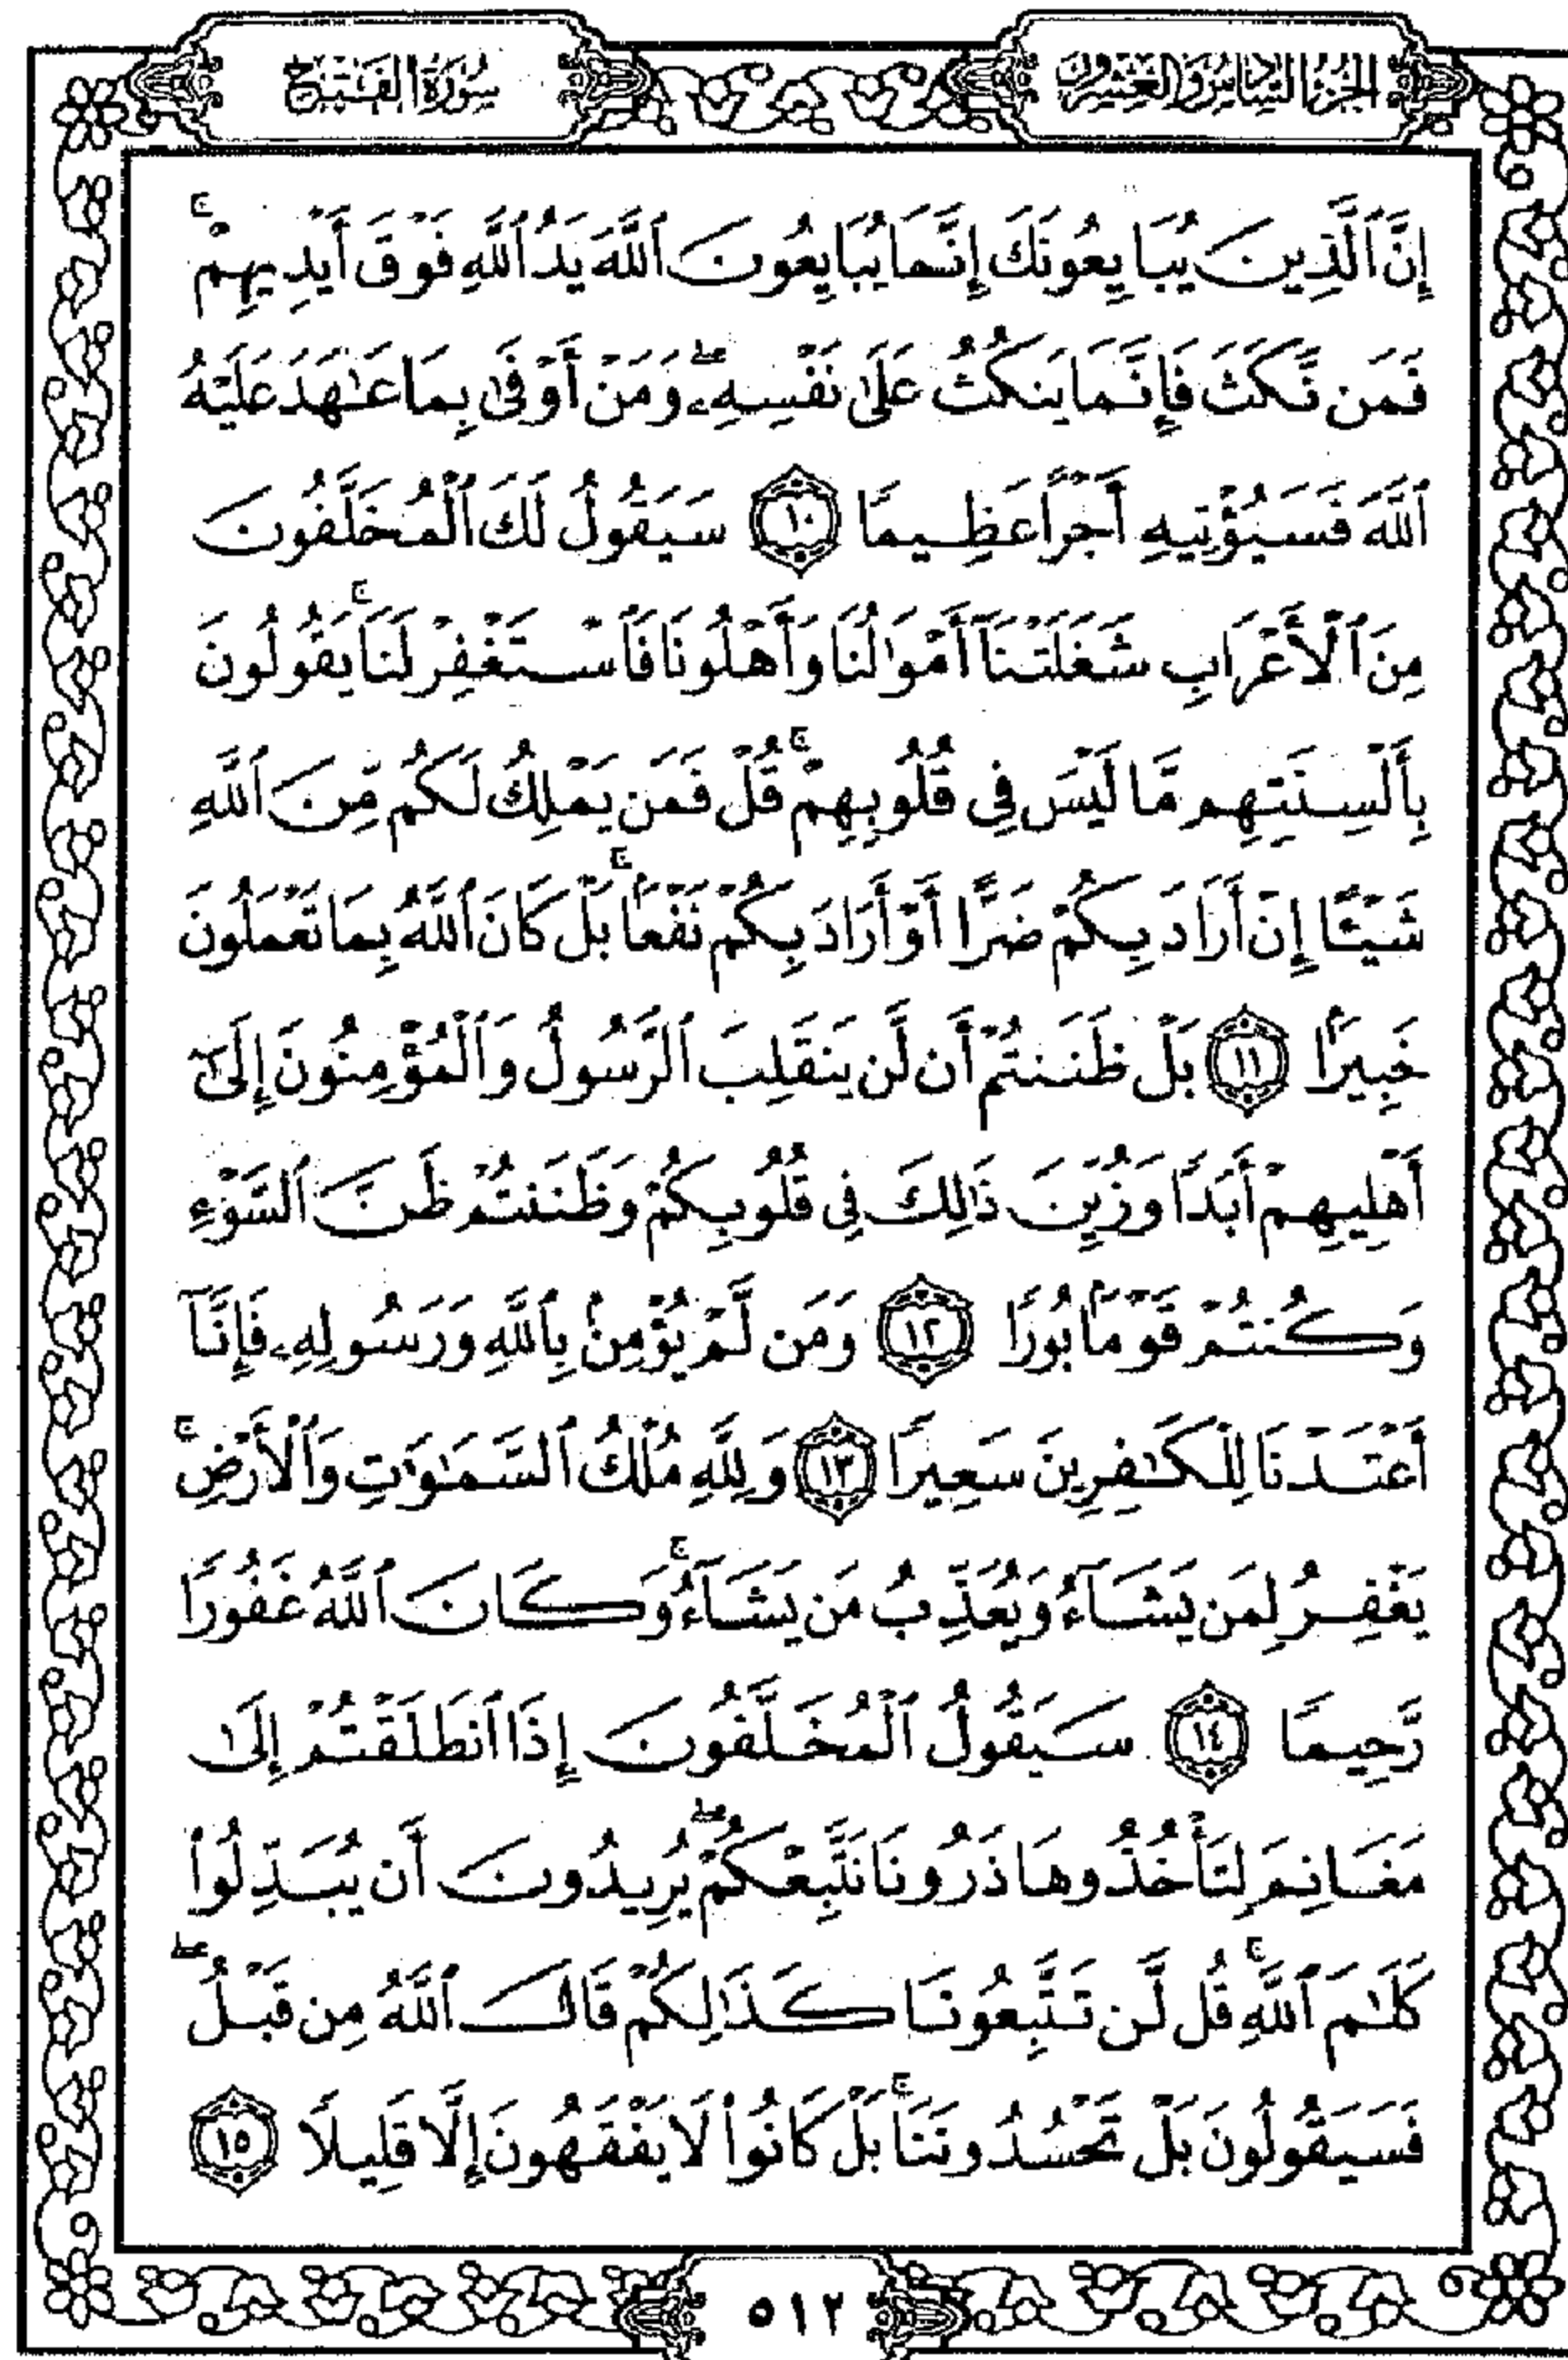 الجزء السادس والعشرون
سورة الفتح
إِنَّ ٱلَّذِينَ يُبَايِعُونَكَ إِنَّمَا يُبَايِعُونَ ٱللَّهَ يَدُ ٱللَّهِ فَوْقَ أَيْدِيهِمْۚ
فَمَن نَّكَثَ فَإِنَّمَا يَنكُثُ عَلَىٰ نَفْسِهِۦۖ وَمَنْ أَوْفَىٰ بِمَا عَـٰهَدَ عَلَيْهُ
ٱللَّهَ فَسَيُؤْتِيهِ أَجْرًا عَظِيمًا ١٠ سَيَقُولُ لَكَ ٱلْمُخَلَّفُونَ
مِنَ ٱلْأَعْرَابِ شَغَلَتْنَآ أَمْوَٰلُنَا وَأَهْلُونَا فَٱسْتَغْفِرْ لَنَاۚ يَقُولُونَ
بِأَلْسِنَتِهِم مَّا لَيْسَ فِى قُلُوبِهِمْۚ قُلْ فَمَن يَمْلِكُ لَكُم مِّنَ ٱللَّهِ
شَيْـًٔا إِنْ أَرَادَ بِكُمْ ضَرًّا أَوْ أَرَادَ بِكُمْ نَفْعًۢاۚ بَلْ كَانَ ٱللَّهُ بِمَا تَعْمَلُونَ
خَبِيرًۢا ١١ بَلْ ظَنَنتُمْ أَن لَّن يَنقَلِبَ ٱلرَّسُولُ وَٱلْمُؤْمِنُونَ إِلَىٰٓ
أَهْلِيهِمْ أَبَدًا وَزُيِّنَ ذَٰلِكَ فِى قُلُوبِكُمْ وَظَنَنتُمْ ظَنَّ ٱلسَّوْءِ
وَكُنتُمْ قَوْمًۢا بُورًا ١٢ وَمَن لَّمْ يُؤْمِنۢ بِٱللَّهِ وَرَسُولِهِۦ فَإِنَّآ
أَعْتَدْنَا لِلْكَـٰفِرِينَ سَعِيرًا ١٣ وَلِلَّهِ مُلْكُ ٱلسَّمَـٰوَٰتِ وَٱلْأَرْضِۚ
يَغْفِرُ لِمَن يَشَآءُ وَيُعَذِّبُ مَن يَشَآءُۚ وَكَانَ ٱللَّهُ غَفُورًا
رَّحِيمًا ١٤ سَيَقُولُ ٱلْمُخَلَّفُونَ إِذَا ٱنطَلَقْتُمْ إِلَىٰ
مَغَانِمَ لِتَأْخُذُوهَا ذَرُونَا نَتَّبِعْكُمْۖ يُرِيدُونَ أَن يُبَدِّلُوا۟
كَلَـٰمَ ٱللَّهِۚ قُل لَّن تَتَّبِعُونَا كَذَٰلِكُمْ قَالَ ٱللَّهُ مِن قَبْلُۖ
فَسَيَقُولُونَ بَلْ تَحْسُدُونَنَاۚ بَلْ كَانُوا۟ لَا يَفْقَهُونَ إِلَّا قَلِيلًا ١٥
٥١٢